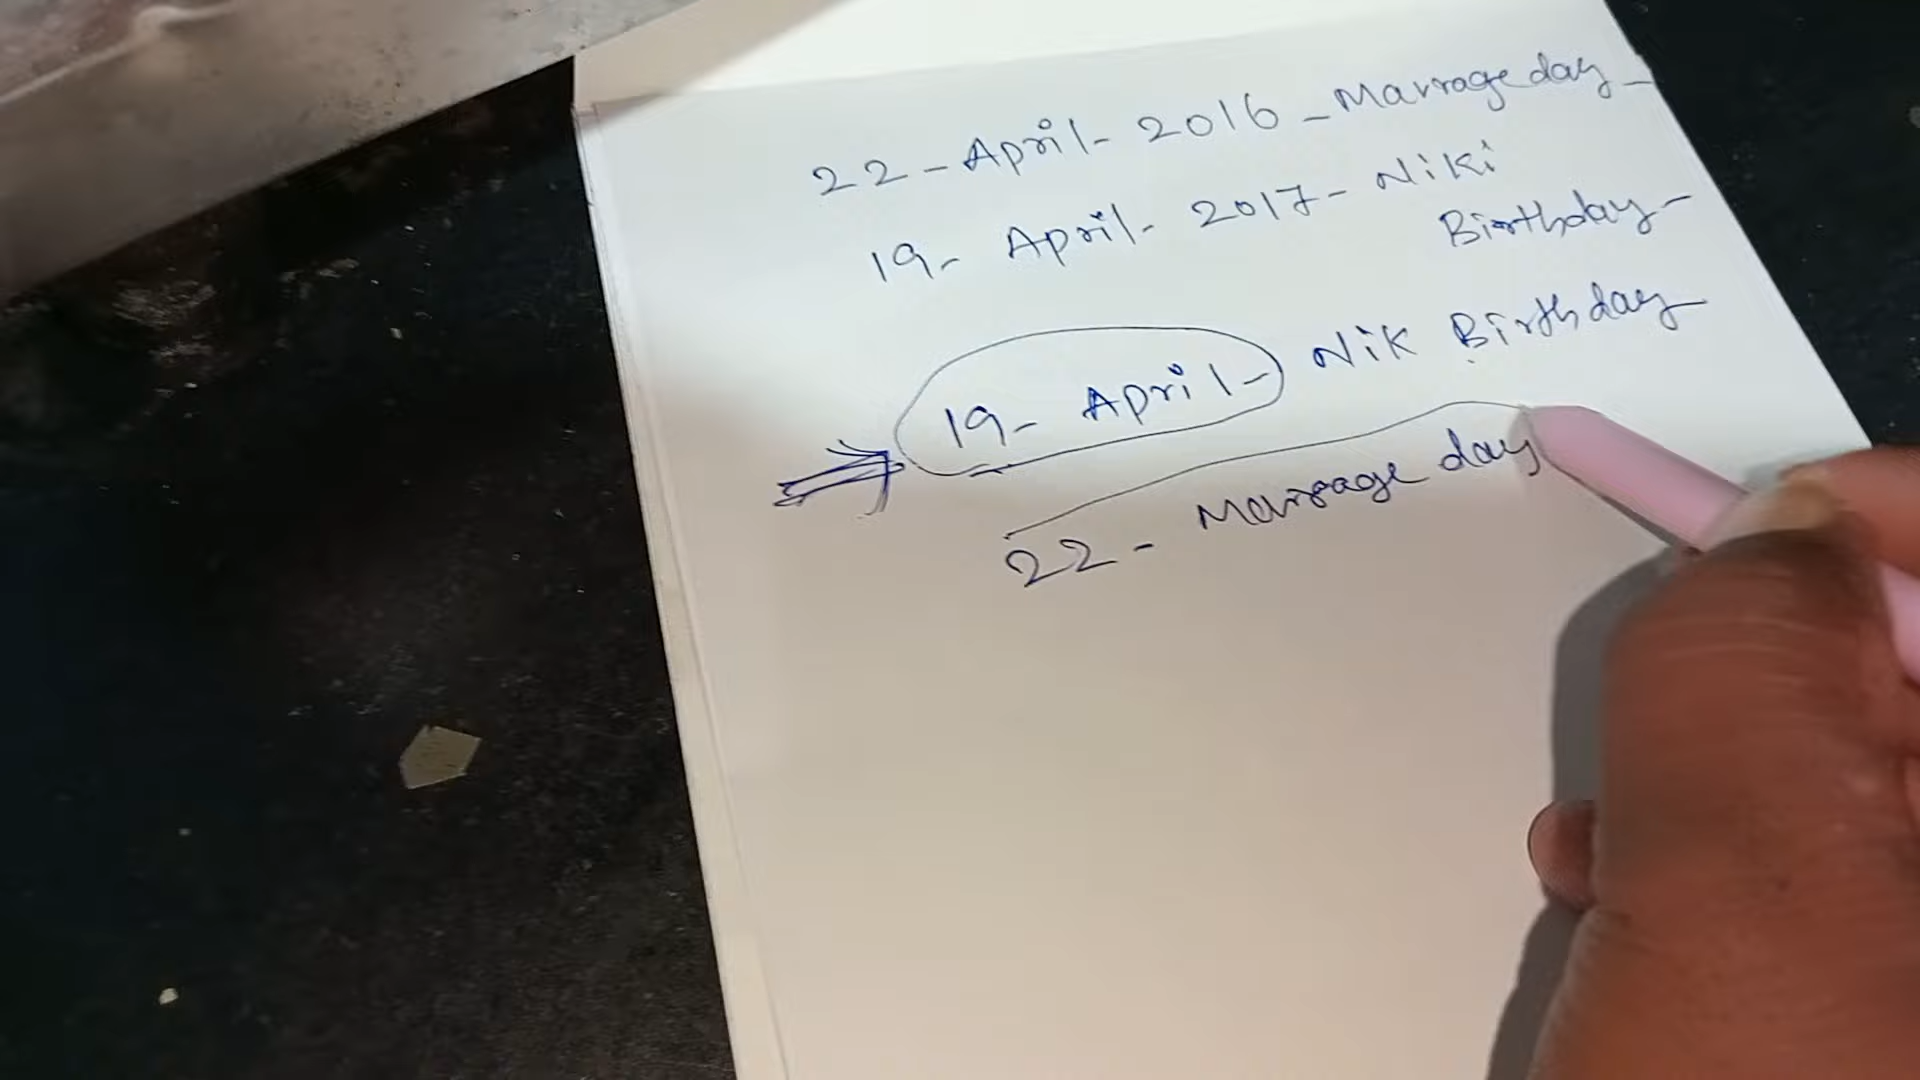 22-April-2016-Marrage day-
19-April-2017-Niki
Birthday-
19-April-Nik Birthday
22-Marrage day